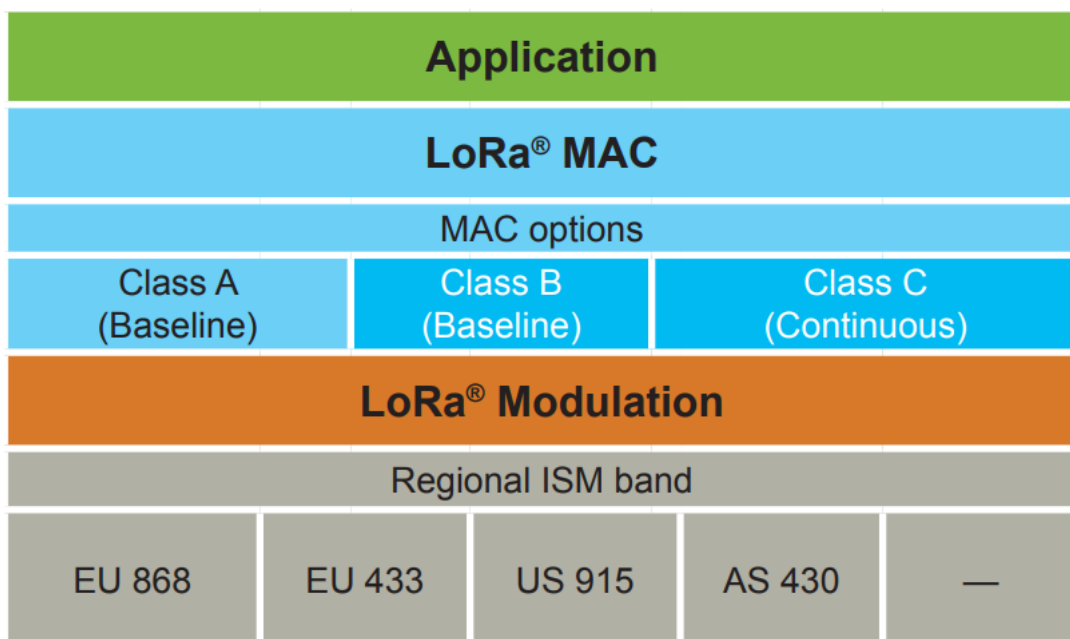 Application
LoRa® MAC
MAC options
Class A
(Baseline)
Class B
(Baseline)
Class C
(Continuous)
LoRa® Modulation
Regional ISM band
EU 868
EU 433
US 915
AS 430
—